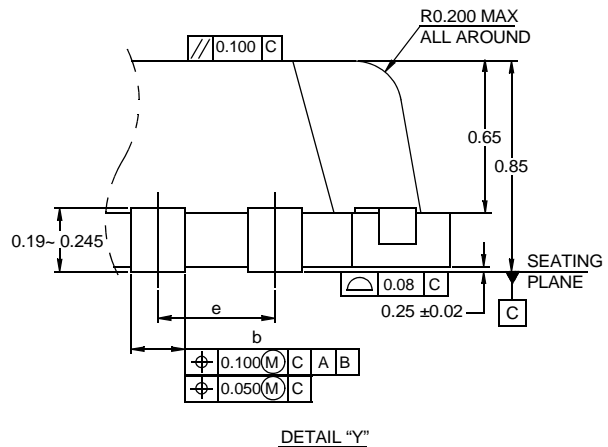 R0.200 MAX
ALL AROUND
// 0.100 C
0.65
0.85
0.19~ 0.245
SEATING
PLANE
⌓ 0.08 C
0.25 ±0.02
C
e
b
⌖ 0.100 Ⓜ C A B
⌖ 0.050 Ⓜ C
DETAIL “Y”